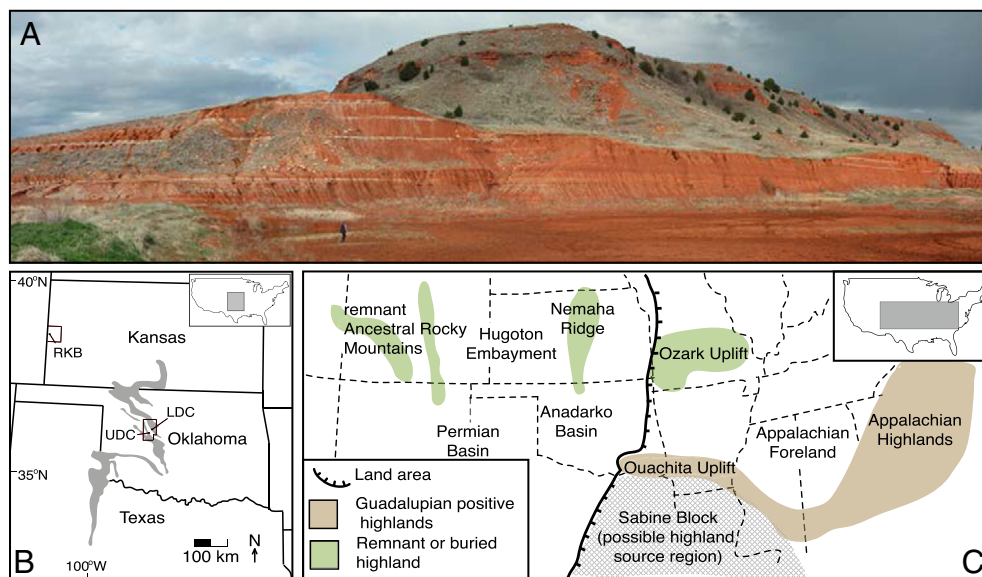 A
40°N
Kansas
RKB
LDC
UDC
Oklahoma
35°N
Texas
100 km
N
100°W
B
remnant
Ancestral Rocky
Mountains
Hugoton
Embayment
Nemaha
Ridge
Ozark Uplift
Anadarko
Basin
Permian
Basin
Appalachian
Foreland
Appalachian
Highlands
Ouachita Uplift
Sabine Block
(possible highland
source region)
Land area
Guadalupian positive
highlands
Remnant or buried
highland
C